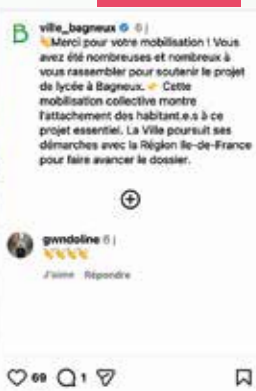 B ville_bagneux 6 j
👏Merci pour votre mobilisation ! Vous
avez été nombreuses et nombreux à
vous rassembler pour soutenir le projet
de lycée à Bagneux. Cette
mobilisation collective montre
l'attachement des habitant.e.s à ce
projet essentiel. La Ville poursuit ses
démarches avec la Région Ile-de-France
pour faire avancer le dossier.
gwndoline 6 j
👏👏👏👏
J'aime Répondre
69 1